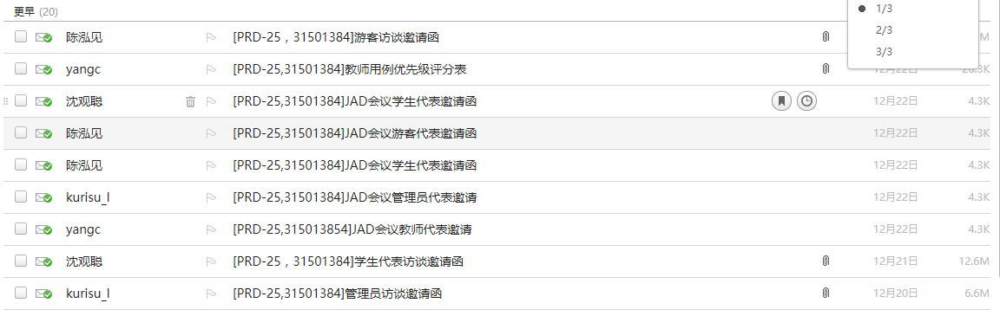 更早 (20)
1/3
2/3
3/3
陈泓见 [PRD-25，31501384]游客访谈邀请函 M
yangc [PRD-25,31501384]教师用例优先级评分表 12月22日 26.3K
沈观聪 [PRD-25,31501384]JAD会议学生代表邀请函 12月22日 4.3K
陈泓见 [PRD-25,31501384]JAD会议游客代表邀请函 12月22日 4.3K
陈泓见 [PRD-25,31501384]JAD会议学生代表邀请函 12月22日 4.3K
kurisu_l [PRD-25,31501384]JAD会议管理员代表邀请 12月22日 4.3K
yangc [PRD-25,315013854]JAD会议教师代表邀请 12月22日 4.3K
沈观聪 [PRD-25，31501384]学生代表访谈邀请函 12月21日 12.6M
kurisu_l [PRD-25,31501384]管理员访谈邀请函 12月20日 6.6M